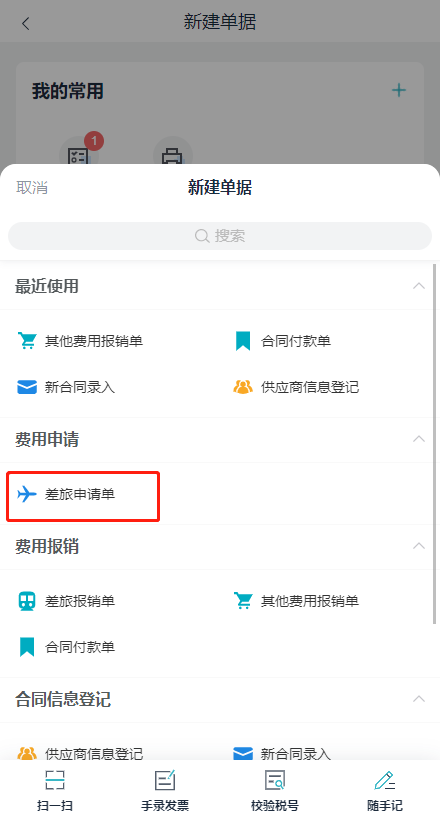 新建单据
我的常用
1
取消
新建单据
搜索
最近使用
其他费用报销单
合同付款单
新合同录入
供应商信息登记
费用申请
差旅申请单
费用报销
差旅报销单
其他费用报销单
合同付款单
合同信息登记
供应商信息登记
新合同录入
扫一扫
手录发票
校验税号
随手记